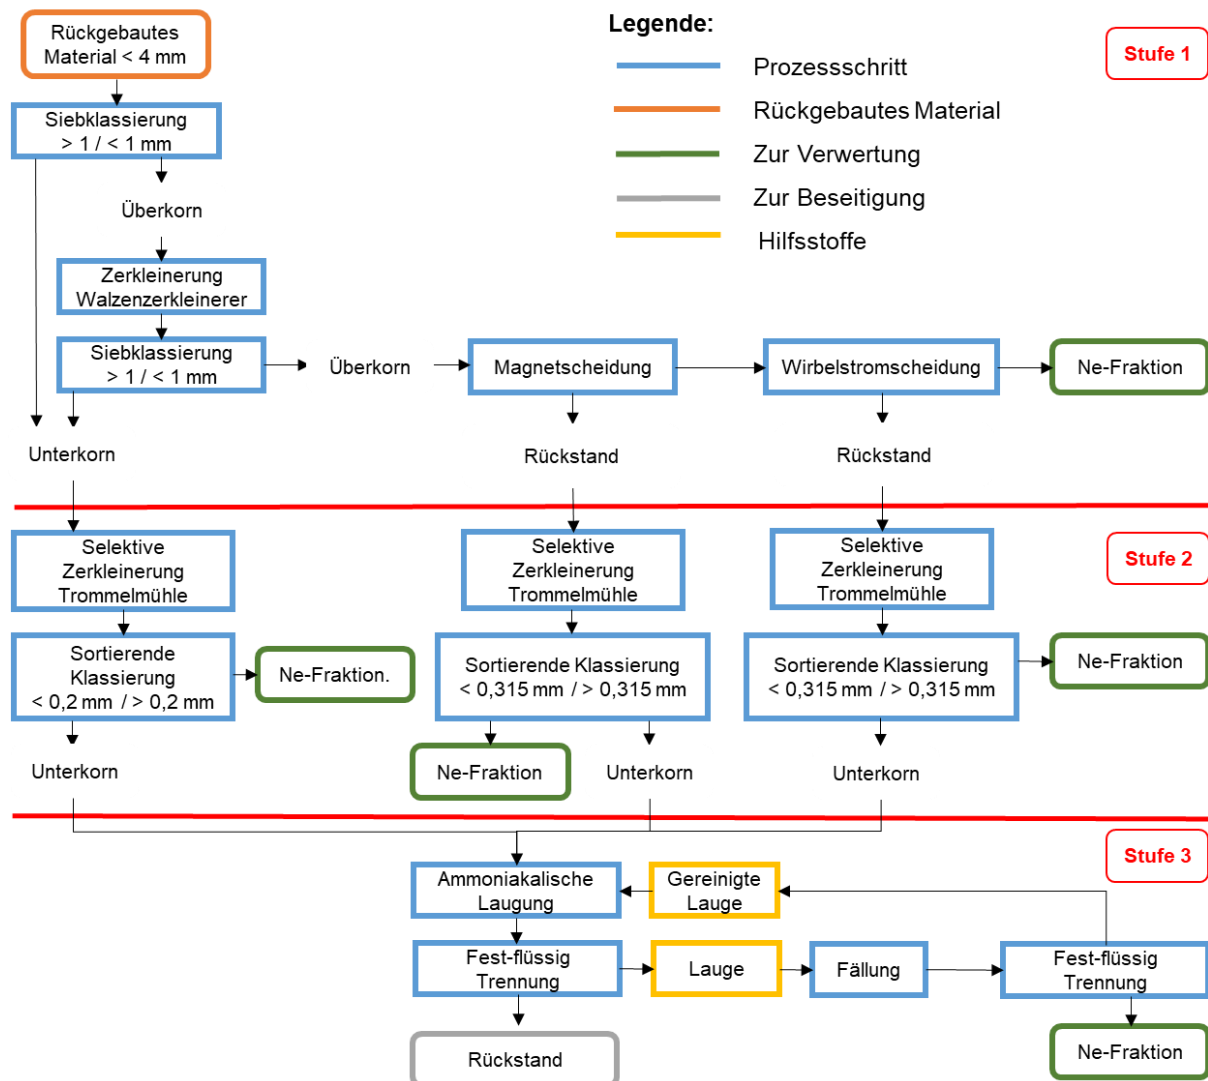 Rückgebautes
Material < 4 mm
Legende:
Prozessschritt
Rückgebautes Material
Zur Verwertung
Zur Beseitigung
Hilfsstoffe
Stufe 1
Siebklassierung
> 1 / < 1 mm
Überkorn
Zerkleinerung
Walzenzerkleinerer
Siebklassierung
> 1 / < 1 mm
Überkorn
Magnetscheidung
Wirbelstromscheidung
Ne-Fraktion
Unterkorn
Rückstand
Rückstand
Stufe 2
Selektive
Zerkleinerung
Trommelmühle
Selektive
Zerkleinerung
Trommelmühle
Selektive
Zerkleinerung
Trommelmühle
Sortierende
Klassierung
< 0,2 mm / > 0,2 mm
Ne-Fraktion.
Sortierende Klassierung
< 0,315 mm / > 0,315 mm
Sortierende Klassierung
< 0,315 mm / > 0,315 mm
Ne-Fraktion
Unterkorn
Ne-Fraktion
Unterkorn
Unterkorn
Stufe 3
Ammoniakalische
Laugung
Gereinigte
Lauge
Fest-flüssig
Trennung
Lauge
Fällung
Fest-flüssig
Trennung
Rückstand
Ne-Fraktion